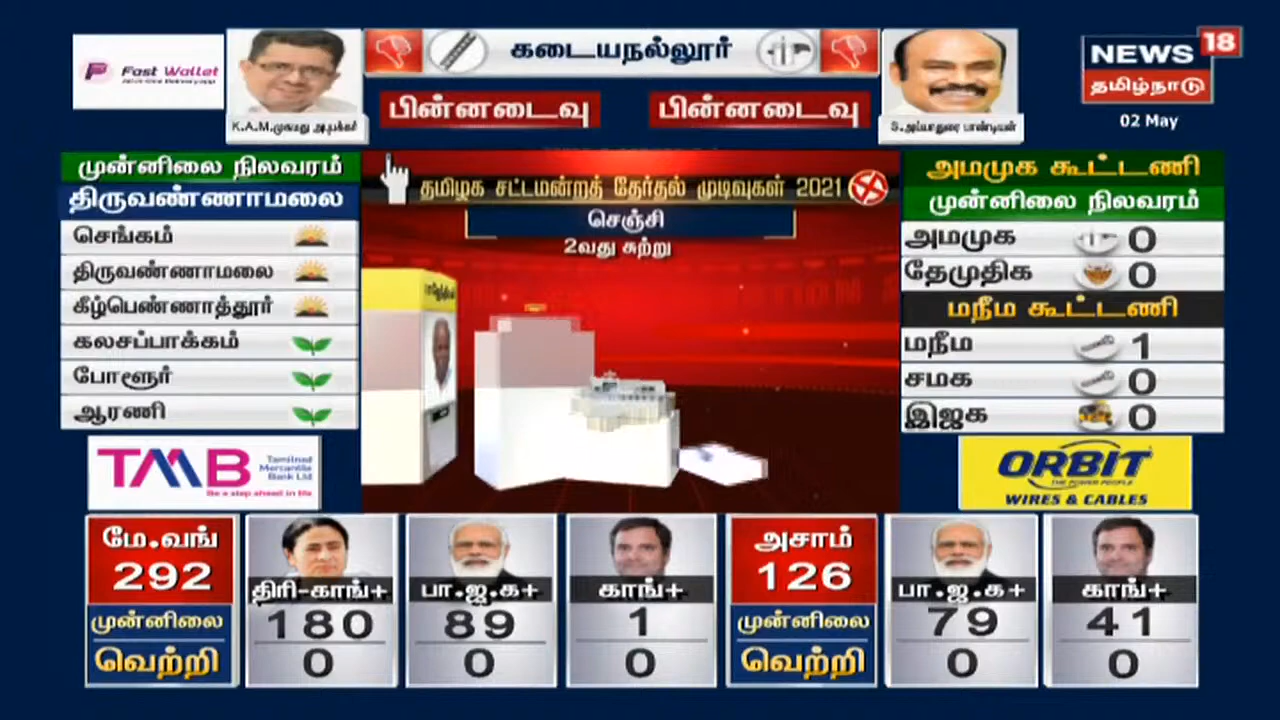 Fast Wallet
K.A.M.முகமது அபுபக்கர்
கடையநல்லூர்
பின்னடைவு
பின்னடைவு
S.அய்யாதுரை பாண்டியன்
NEWS 18
தமிழ்நாடு
02 May
முன்னிலை நிலவரம்
திருவண்ணாமலை
செங்கம்
திருவண்ணாமலை
கீழ்பெண்ணாத்தூர்
கலசப்பாக்கம்
போளூர்
ஆரணி
தமிழக சட்டமன்றத் தேர்தல் முடிவுகள் 2021
செஞ்சி
2வது சுற்று
அமமுக கூட்டணி
முன்னிலை நிலவரம்
அமமுக 0
தேமுதிக 0
மநீம கூட்டணி
மநீம 1
சமக 0
இஜக 0
TMB
Tamilnad
Mercantile
Bank Ltd
Be a step ahead in life
ORBIT
THE POWER PEOPLE
WIRES & CABLES
மே.வங்
292
முன்னிலை
வெற்றி
திரி-காங்+
180
0
பா.ஜ.க+
89
0
காங்+
1
0
அசாம்
126
முன்னிலை
வெற்றி
பா.ஜ.க+
79
0
காங்+
41
0